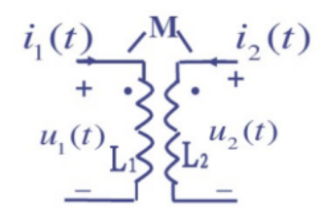 i₁(t) M i₂(t)
+ +
u₁(t) L₁ L₂ u₂(t)
− −